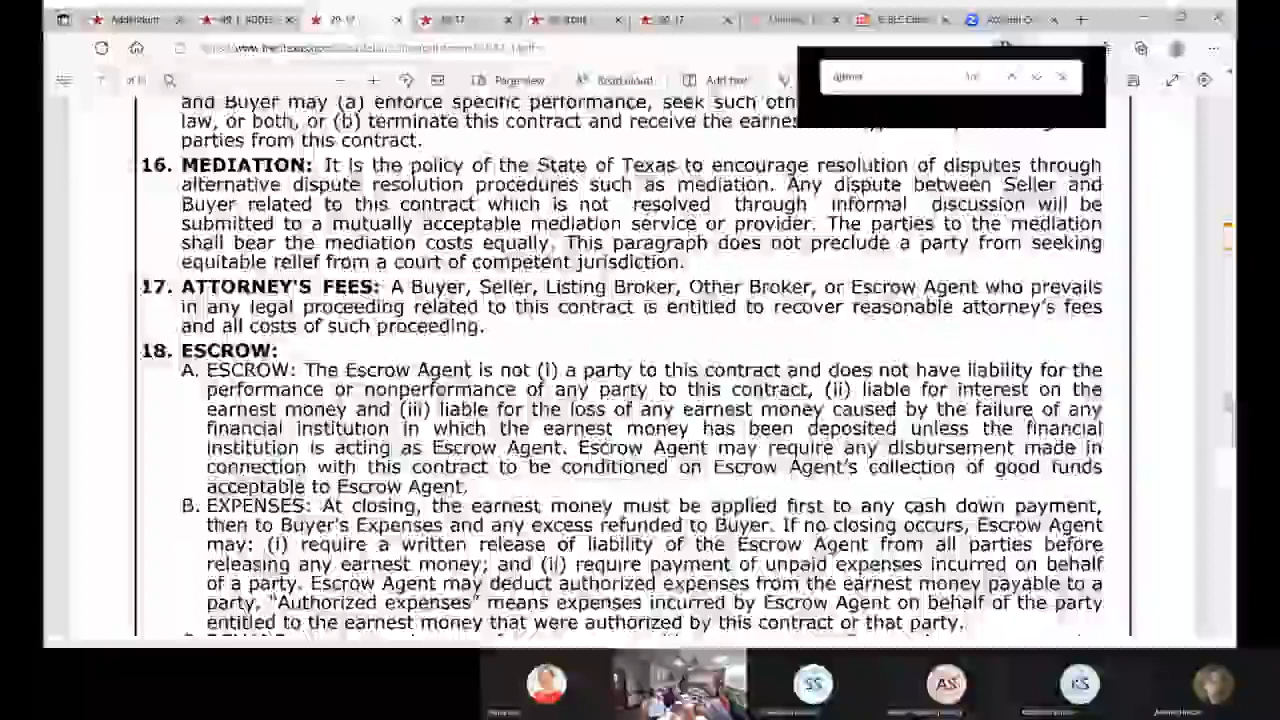 Addendum
20-17
20-17
Page view
Read aloud
Add text
and Buyer may (a) enforce specific performance, seek such
law, or both, or (b) terminate this contract and receive the
parties from this contract.
16. MEDIATION: It is the policy of the State of Texas to encourage resolution of disputes through
alternative dispute resolution procedures such as mediation. Any dispute between Seller and
Buyer related to this contract which is not resolved through informal discussion will be
submitted to a mutually acceptable mediation service or provider. The parties to the mediation
shall bear the mediation costs equally. This paragraph does not preclude a party from seeking
equitable relief from a court of competent jurisdiction.
17. ATTORNEY'S FEES: A Buyer, Seller, Listing Broker, Other Broker, or Escrow Agent who prevails
in any legal proceeding related to this contract is entitled to recover reasonable attorney's fees
and all costs of such proceeding.
18. ESCROW:
A. ESCROW: The Escrow Agent is not (i) a party to this contract and does not have liability for the
performance or nonperformance of any party to this contract, (ii) liable for interest on the
earnest money and (iii) liable for the loss of any earnest money caused by the failure of any
financial institution in which the earnest money has been deposited unless the financial
institution is acting as Escrow Agent. Escrow Agent may require any disbursement made in
connection with this contract to be conditioned on Escrow Agent's collection of good funds
acceptable to Escrow Agent.
B. EXPENSES: At closing, the earnest money must be applied first to any cash down payment,
then to Buyer's Expenses and any excess refunded to Buyer. If no closing occurs, Escrow Agent
may: (i) require a written release of liability of the Escrow Agent from all parties before
releasing any earnest money; and (ii) require payment of unpaid expenses incurred on behalf
of a party. Escrow Agent may deduct authorized expenses from the earnest money payable to a
party. "Authorized expenses" means expenses incurred by Escrow Agent on behalf of the party
entitled to the earnest money that were authorized by this contract or that party.
SS
AS
KS